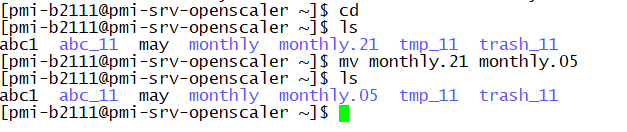 [pmi-b2111@pmi-srv-openscaler ~]$ cd
[pmi-b2111@pmi-srv-openscaler ~]$ ls
abc1  abc_11  may  monthly  monthly.21  tmp_11  trash_11
[pmi-b2111@pmi-srv-openscaler ~]$ mv monthly.21 monthly.05
[pmi-b2111@pmi-srv-openscaler ~]$ ls
abc1  abc_11  may  monthly  monthly.05  tmp_11  trash_11
[pmi-b2111@pmi-srv-openscaler ~]$